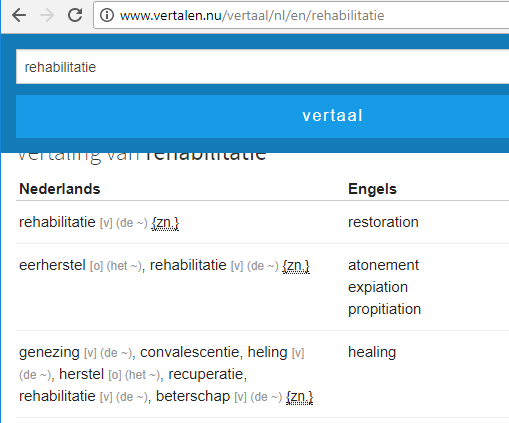 www.vertalen.nu/vertaal/nl/en/rehabilitatie
rehabilitatie
vertaal
vertaling van rehabilitatie
Nederlands Engels
rehabilitatie [v] (de ~) {zn.} restoration
eerherstel [o] (het ~), rehabilitatie [v] (de ~) {zn.} atonement
expiation
propitiation
genezing [v] (de ~), convalescentie, heling [v] healing
(de ~), herstel [o] (het ~), recuperatie,
rehabilitatie [v] (de ~), beterschap [v] (de ~) {zn.}